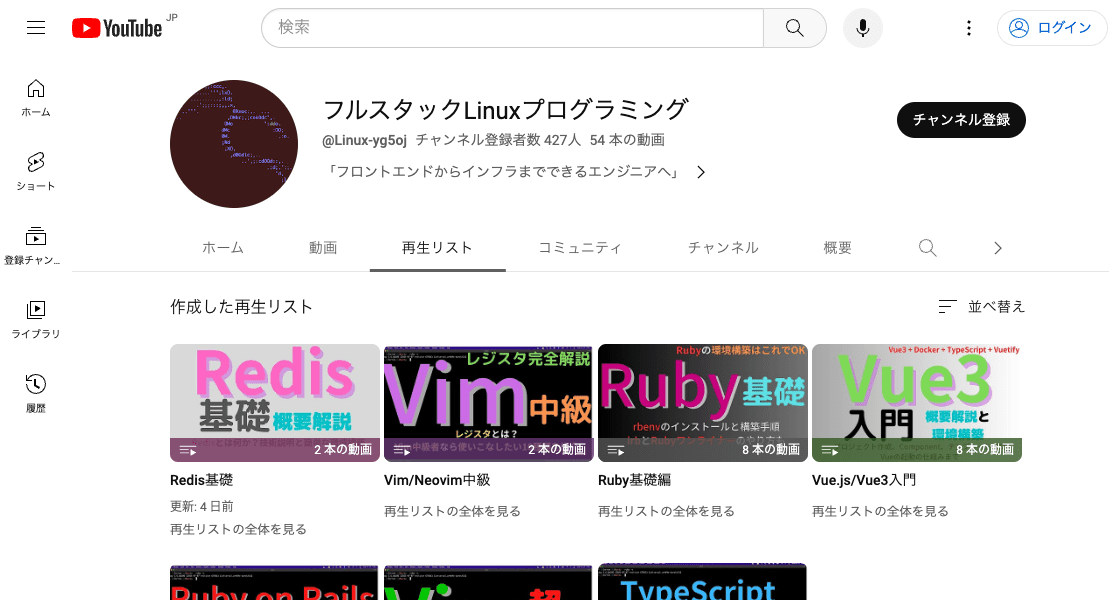 YouTube JP
検索
ログイン
ホーム
ショート
登録チャン...
ライブラリ
履歴
フルスタックLinuxプログラミング
@Linux-yg5oj チャンネル登録者数 427人 54 本の動画
「フロントエンドからインフラまでできるエンジニアへ」
チャンネル登録
ホーム 動画 再生リスト コミュニティ チャンネル 概要
作成した再生リスト
並べ替え
Redis
基礎 概要解説
2 本の動画
Redis基礎
更新: 4 日前
再生リストの全体を見る
レジスタ完全解説
Vim中級
レジスタとは?
2 本の動画
Vim/Neovim中級
再生リストの全体を見る
Rubyの環境構築はこれでOK
Ruby基礎
rbenvのインストールと構築手順
8 本の動画
Ruby基礎編
再生リストの全体を見る
Vue3 + Docker + TypeScript + Vuetify
Vue3
入門 概要解説と
環境構築
8 本の動画
Vue.js/Vue3入門
再生リストの全体を見る
Ruby on Rails
TypeScript